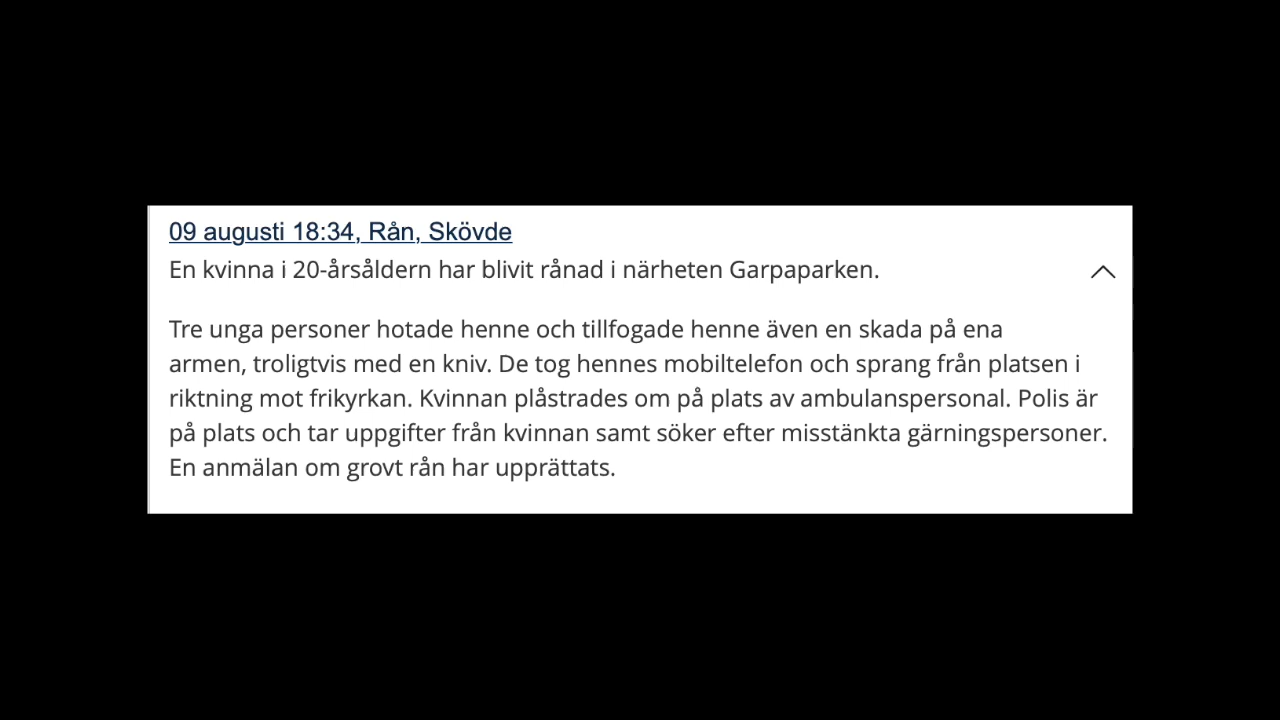 09 augusti 18:34, Rån, Skövde
En kvinna i 20-årsåldern har blivit rånad i närheten Garpaparken.
Tre unga personer hotade henne och tillfogade henne även en skada på ena
armen, troligtvis med en kniv. De tog hennes mobiltelefon och sprang från platsen i
riktning mot frikyrkan. Kvinnan plåstrades om på plats av ambulanspersonal. Polis är
på plats och tar uppgifter från kvinnan samt söker efter misstänkta gärningspersoner.
En anmälan om grovt rån har upprättats.